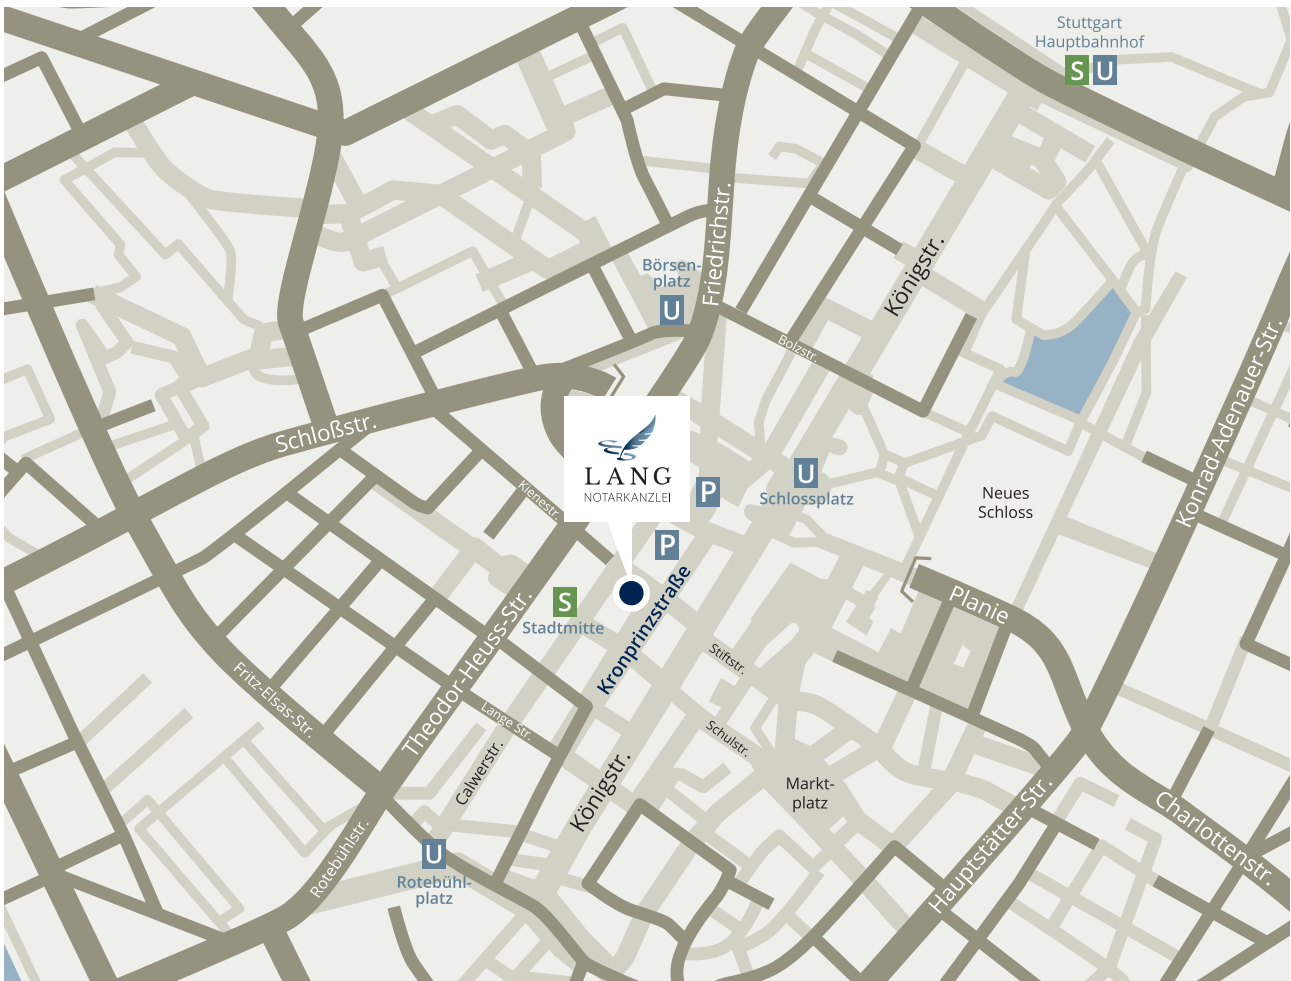 Stuttgart
Hauptbahnhof
S U
Friedrichstr.
Königstr.
Börsen-
platz
U
Bolzstr.
Konrad-Adenauer-Str.
Schloßstr.
LANG
NOTARKANZLEI
Kienestr.
P
U
Schlossplatz
Neues
Schloss
P
Planie
S
Stadtmitte
Kronprinzstraße
Theodor-Heuss-Str.
Stiftstr.
Fritz-Elsas-Str.
Lange Str.
Schulstr.
Calwerstr.
Königstr.
Markt-
platz
Hauptstätter-Str.
Charlottenstr.
Rotebühlstr.
U
Rotebühl-
platz